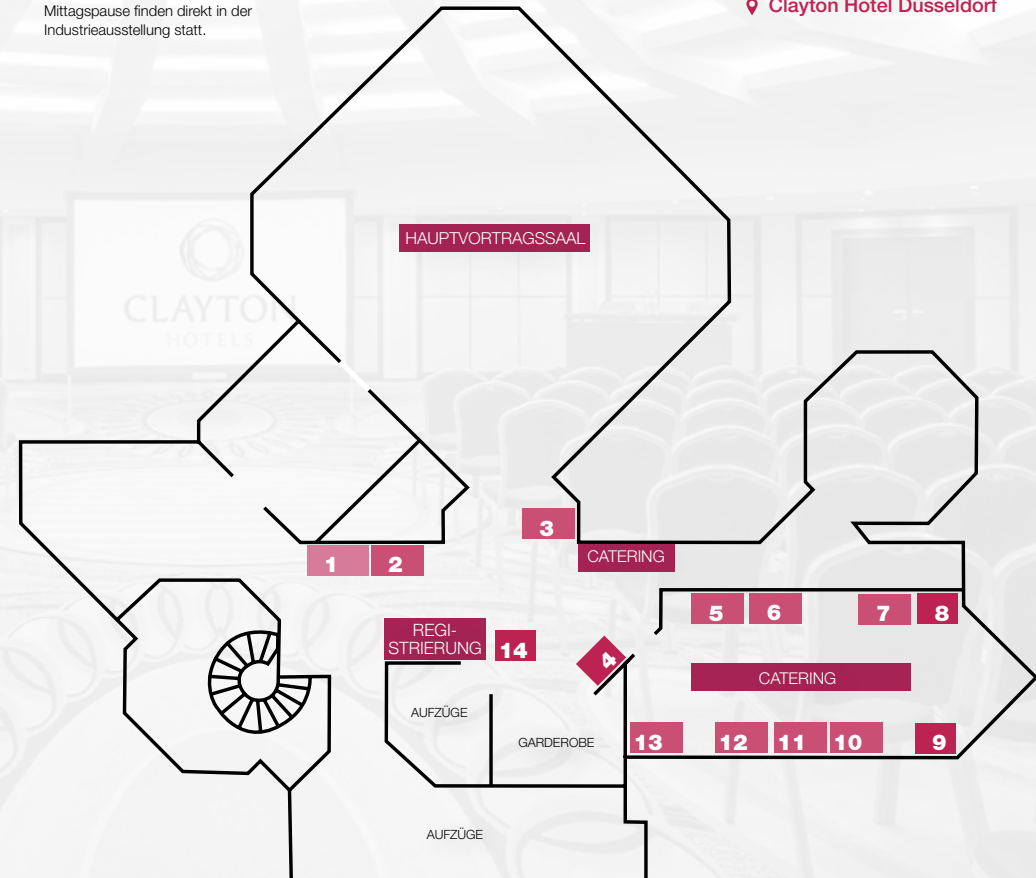 Mittagspause finden direkt in der
Industrieausstellung statt.
Clayton Hotel Düsseldorf
HAUPTVORTRAGSSAAL
CLAYTON
HOTELS
3
1
2
CATERING
5
6
7
8
REGI-
STRIERUNG
14
4
CATERING
AUFZÜGE
GARDEROBE
13
12
11
10
9
AUFZÜGE